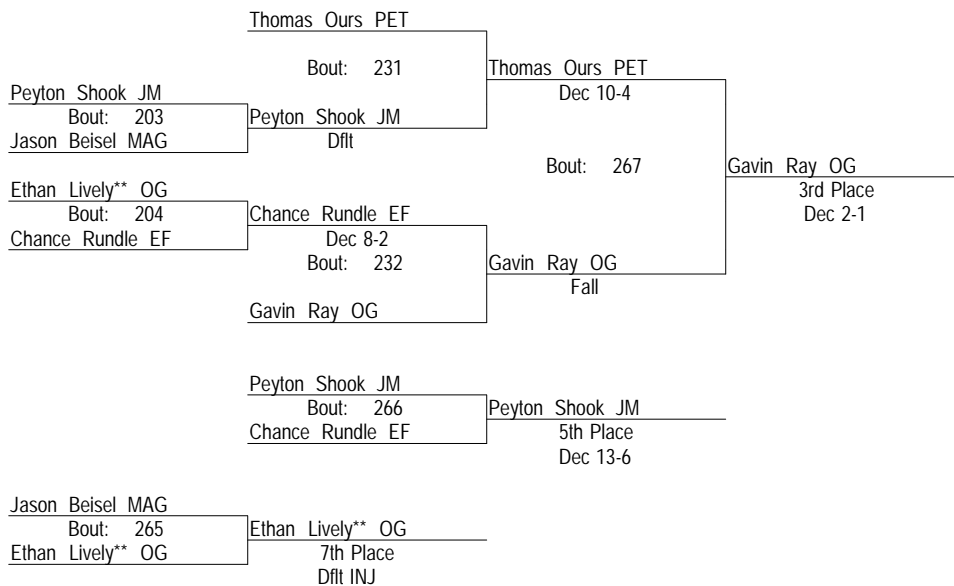 Thomas Ours PET
Bout: 231
Thomas Ours PET
Dec 10-4
Peyton Shook JM
Bout: 203
Jason Beisel MAG
Peyton Shook JM
Dflt
Bout: 267
Gavin Ray OG
3rd Place
Dec 2-1
Ethan Lively** OG
Bout: 204
Chance Rundle EF
Chance Rundle EF
Dec 8-2
Bout: 232
Gavin Ray OG
Fall
Gavin Ray OG
Peyton Shook JM
Bout: 266
Chance Rundle EF
Peyton Shook JM
5th Place
Dec 13-6
Jason Beisel MAG
Bout: 265
Ethan Lively** OG
Ethan Lively** OG
7th Place
Dflt INJ